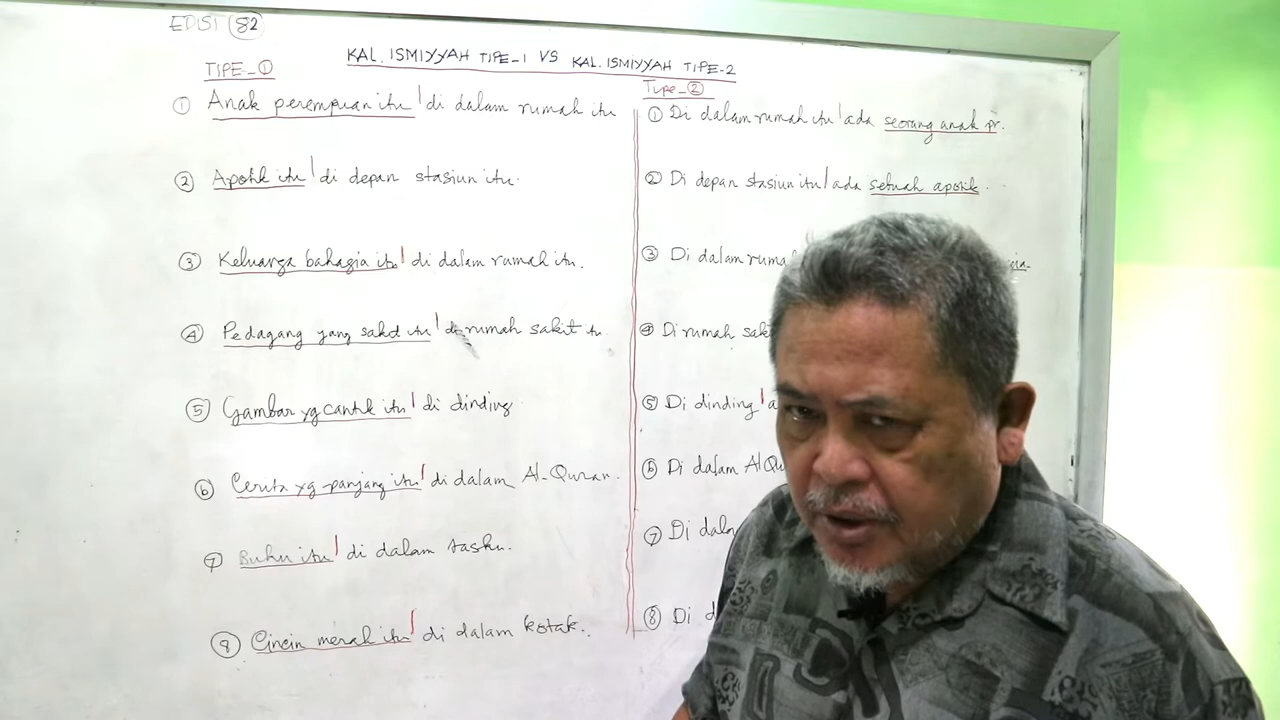 EDISI 82
KAL. ISMIYYAH TIPE-1 VS KAL. ISMIYYAH TIPE-2
TIPE-①
① Anak perempuan itu / di dalam rumah itu
② Apotik itu / di depan stasiun itu.
③ Keluarga bahagia itu / di dalam rumah itu.
④ Pedagang yang sakit itu / di rumah sakit itu
⑤ Gambar yg cantik itu / di dinding
⑥ Cerita yg panjang itu / di dalam Al-Quran.
⑦ Buku itu / di dalam tasku.
⑧ Cincin merah itu / di dalam kotak.
Tipe-②
① Di dalam rumah itu / ada seorang anak pr.
② Di depan stasiun itu / ada sebuah apotik.
③ Di dalam
④ Di rumah
⑤ Di dinding /
⑥ Di dalam
⑦ Di
⑧ Di